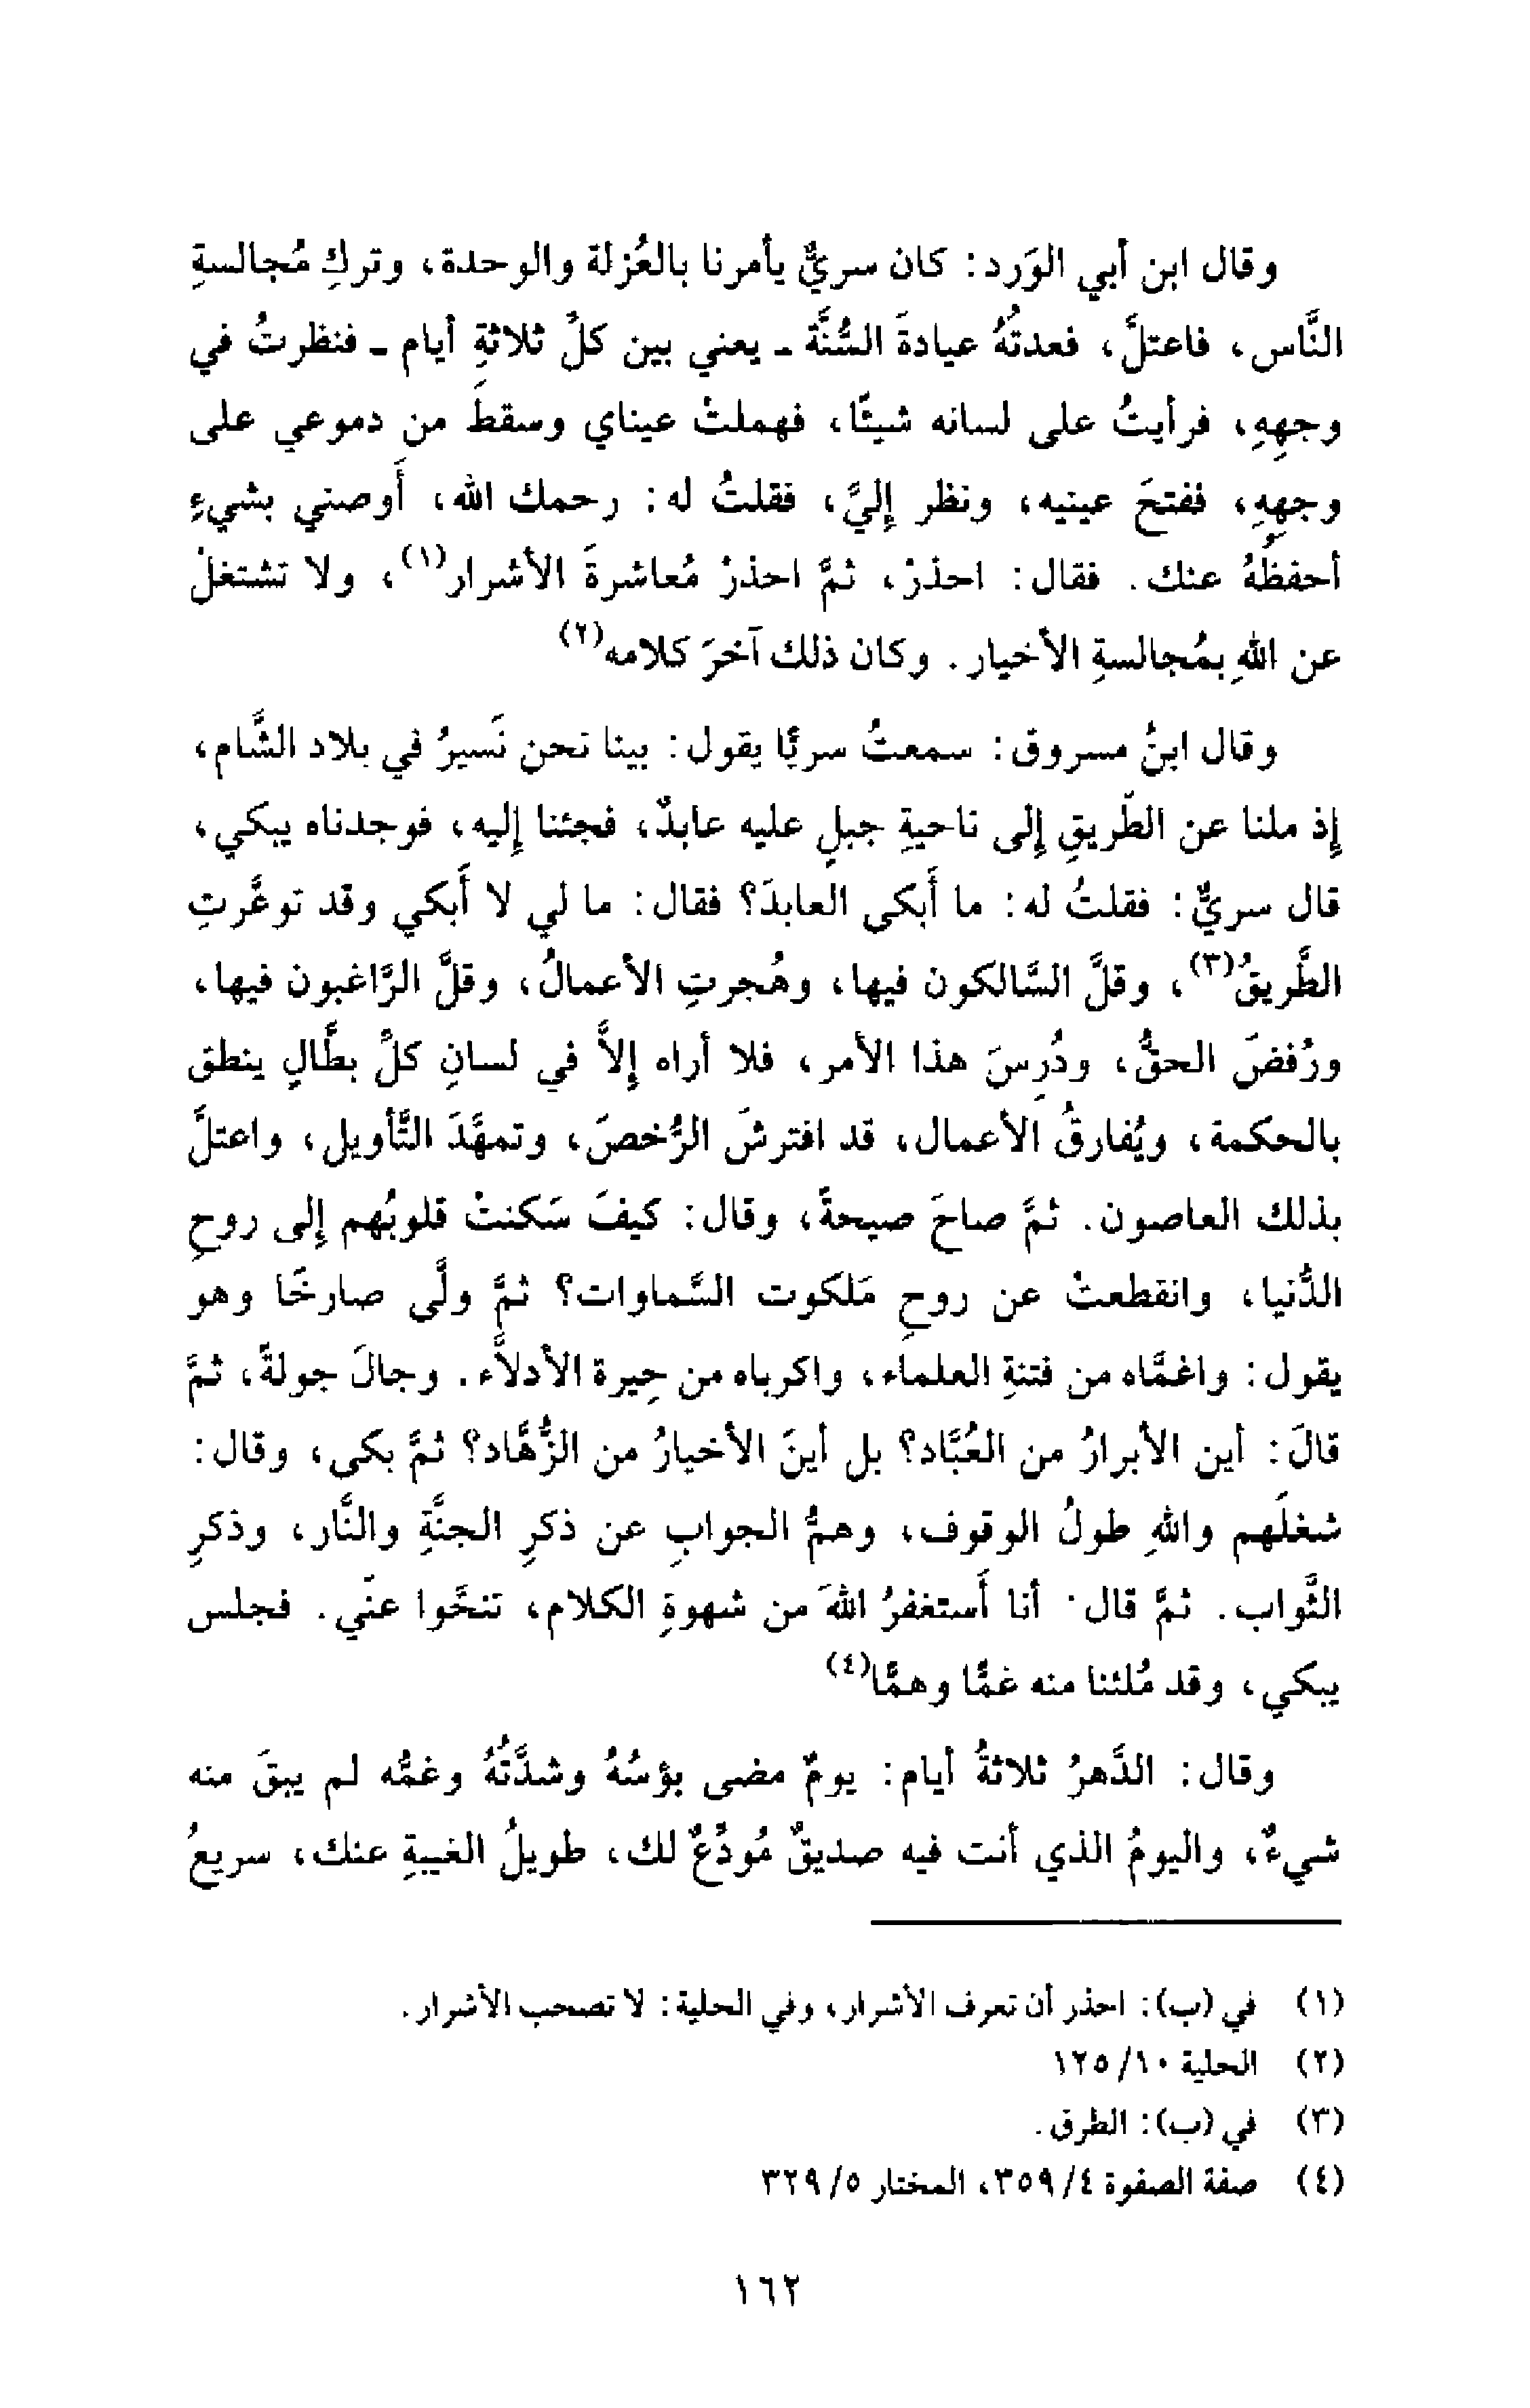 وقال ابن أبي الوَرد: كان سريٌّ يأمرنا بالعُزلة والوحدة، وتركِ مُجالسةِ
النَّاس، فاعتلَّ، فعدتُهُ عيادةَ السُّنَّة - يعني بين كلِّ ثلاثةِ أيام - فنظرتُ في
وجهِهِ، فرأيتُ على لسانه شيئًا، فهملتْ عيناي وسقطَ من دموعي على
وجهِهِ، ففتحَ عينيه، ونظر إليَّ، فقلتُ له: رحمك الله، أَوصني بشيءٍ
أحفظُهُ عنك. فقال: احذرْ، ثمَّ احذرْ مُعاشرةَ الأشرار(١)، ولا تشتغلْ
عن اللهِ بمُجالسةِ الأخيار. وكان ذلك آخرَ كلامه(٢)
وقال ابنُ مسروق: سمعتُ سريًّا يقول: بينا نحن نَسيرُ في بلاد الشَّام،
إذ ملنا عن الطَّريقِ إلى ناحيةِ جبلٍ عليه عابدٌ، فجئنا إليه، فوجدناه يبكي،
قال سريٌّ: فقلتُ له: ما أَبكى العابدَ؟ فقال: ما لي لا أَبكي وقد توعَّرتِ
الطَّريقُ(٣)، وقلَّ السَّالكون فيها، وهُجرتِ الأعمالُ، وقلَّ الرَّاغبون فيها،
ورُفضَ الحقُّ، ودُرِسَ هذا الأمر، فلا أراه إلاَّ في لسانِ كلِّ بطَّالٍ ينطق
بالحكمة، ويُفارقُ الأعمال، قد افترشَ الرُّخصَ، وتمهَّدَ التَّأويل، واعتلَّ
بذلك العاصون. ثمَّ صاحَ صيحةً، وقال: كيفَ سَكنتْ قلوبُهم إلى روحِ
الدُّنيا، وانقطعتْ عن روحِ مَلكوت السَّماوات؟ ثمَّ ولَّى صارخًا وهو
يقول: واغمَّاه من فتنةِ العلماء، واكرباه من حِيرة الأدلاَّء. وجالَ جولةً، ثمَّ
قالَ: أين الأبرارُ من العُبَّاد؟ بل أينَ الأخيارُ من الزُّهَّاد؟ ثمَّ بكى، وقال:
شغلَهم واللهِ طولُ الوقوف، وهمُّ الجوابِ عن ذكرِ الجنَّةِ والنَّار، وذكرِ
الثَّواب. ثمَّ قال: أنا أَستغفرُ اللهَ من شهوةِ الكلام، تنحَّوا عنِّي. فجلس
يبكي، وقد مُلئنا منه غمًّا وهمًّا(٤)
وقال: الدَّهرُ ثلاثةُ أيام: يومٌ مضى بؤسُهُ وشدَّتُهُ وغمُّه لم يبقَ منه
شيءٌ، واليومُ الذي أنت فيه صديقٌ مُودِّعٌ لك، طويلُ الغيبةِ عنك، سريعُ
(١) في (ب): احذر أن تعرف الأشرار، وفي الحلية: لا تصحب الأشرار.
(٢) الحلية ١٠/١٢٥
(٣) في (ب): الطرق.
(٤) صفة الصفوة ٤/٣٥٩، المختار ٥/٣٢٩
١٦٢